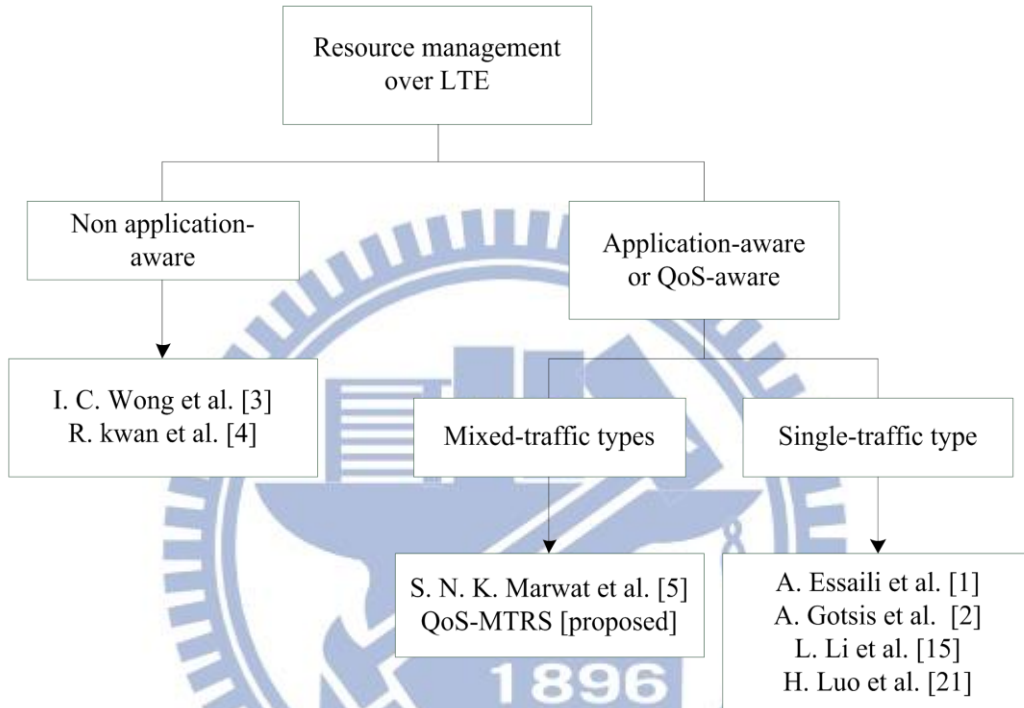 Resource management
over LTE
Non application-
aware
Application-aware
or QoS-aware
I. C. Wong et al. [3]
R. kwan et al. [4]
Mixed-traffic types
Single-traffic type
S. N. K. Marwat et al. [5]
QoS-MTRS [proposed]
A. Essaili et al. [1]
A. Gotsis et al. [2]
L. Li et al. [15]
H. Luo et al. [21]
1896